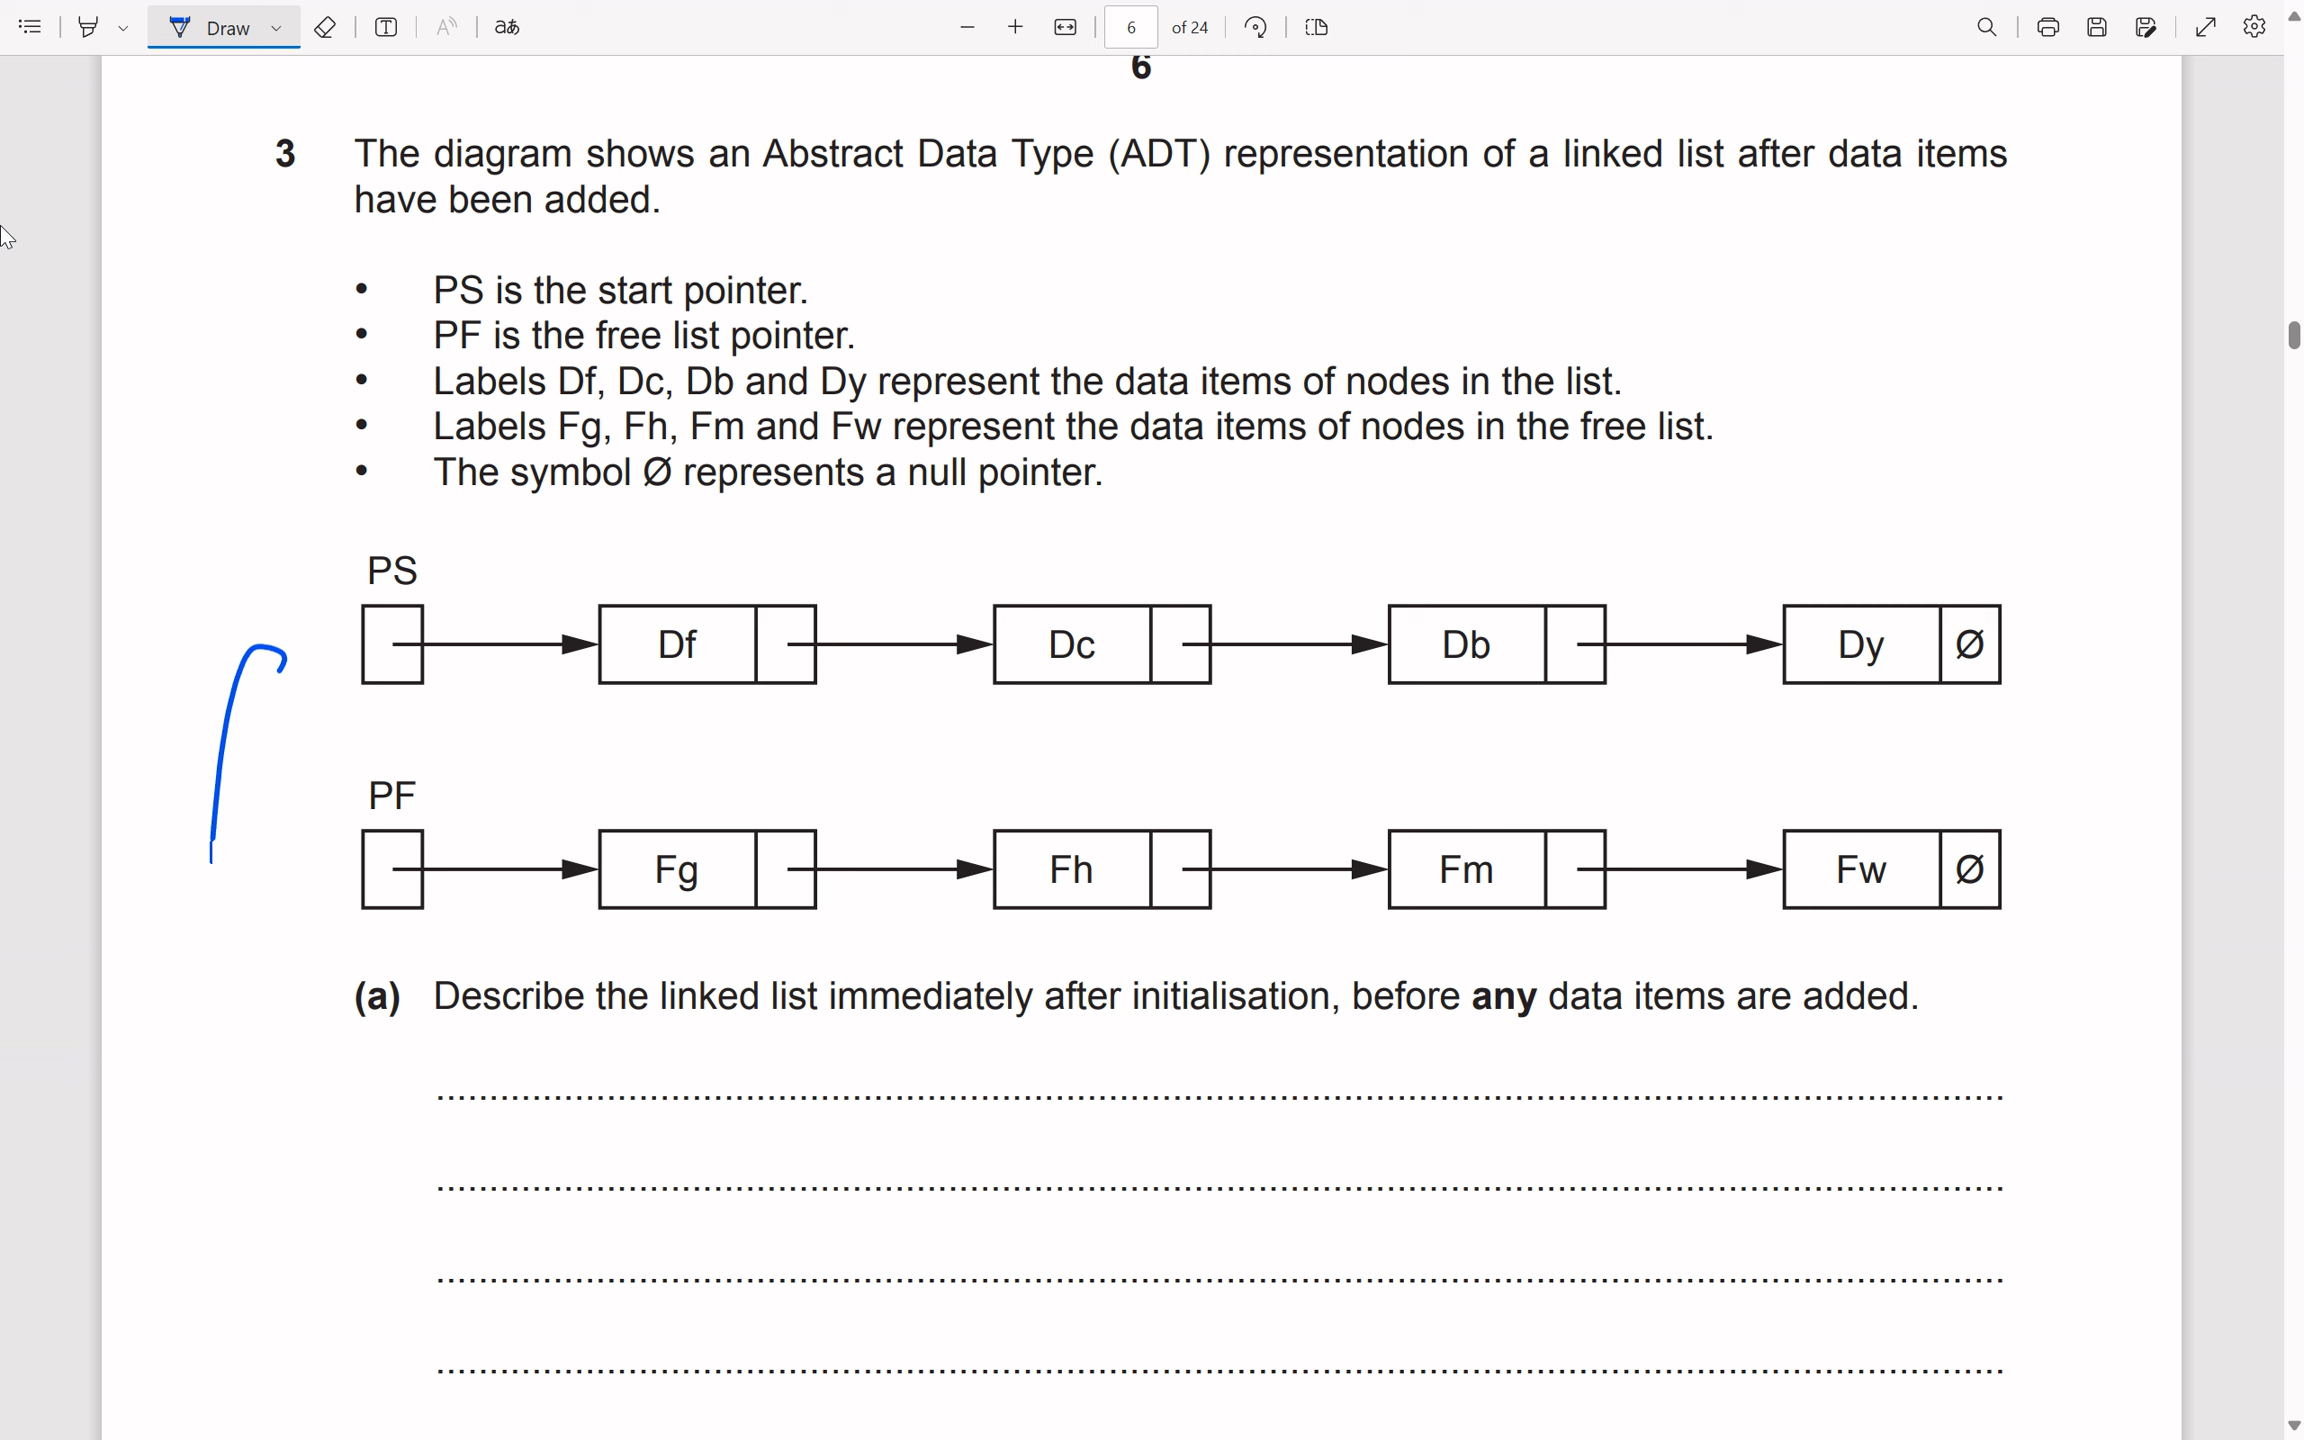 Draw
6
of 24
6
3 The diagram shows an Abstract Data Type (ADT) representation of a linked list after data items
have been added.
• PS is the start pointer.
• PF is the free list pointer.
• Labels Df, Dc, Db and Dy represent the data items of nodes in the list.
• Labels Fg, Fh, Fm and Fw represent the data items of nodes in the free list.
• The symbol Ø represents a null pointer.
PS
Df Dc Db Dy Ø
PF
Fg Fh Fm Fw Ø
(a) Describe the linked list immediately after initialisation, before any data items are added.